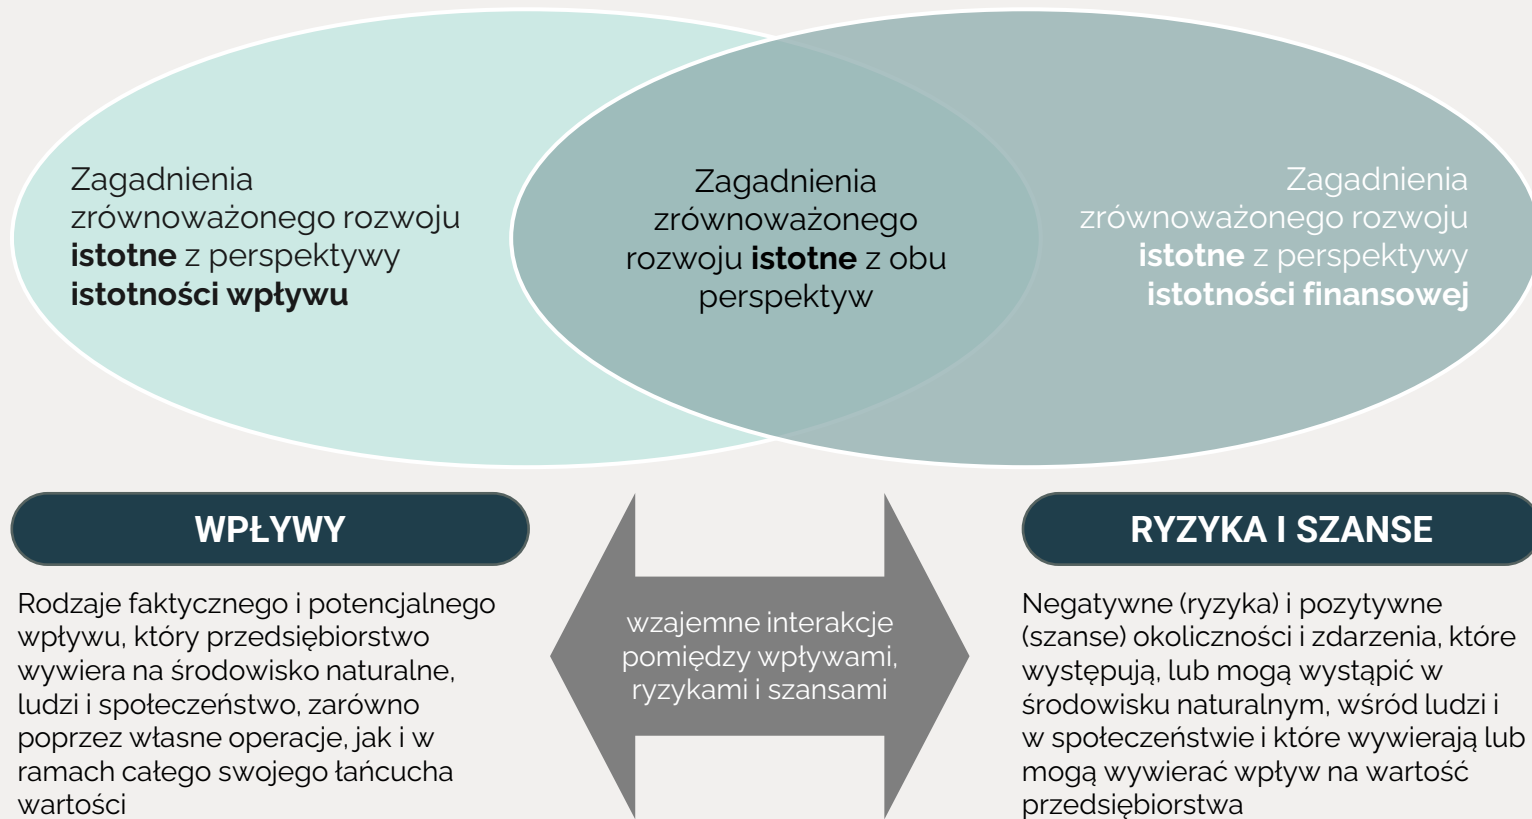 Zagadnienia
zrównoważonego rozwoju
istotne z perspektywy
istotności wpływu
Zagadnienia
zrównoważonego
rozwoju istotne z obu
perspektyw
Zagadnienia
zrównoważonego rozwoju
istotne z perspektywy
istotności finansowej
WPŁYWY
Rodzaje faktycznego i potencjalnego
wpływu, który przedsiębiorstwo
wywiera na środowisko naturalne,
ludzi i społeczeństwo, zarówno
poprzez własne operacje, jak i w
ramach całego swojego łańcucha
wartości
wzajemne interakcje
pomiędzy wpływami,
ryzykami i szansami
RYZYKA I SZANSE
Negatywne (ryzyka) i pozytywne
(szanse) okoliczności i zdarzenia, które
występują, lub mogą wystąpić w
środowisku naturalnym, wśród ludzi i
w społeczeństwie i które wywierają lub
mogą wywierać wpływ na wartość
przedsiębiorstwa